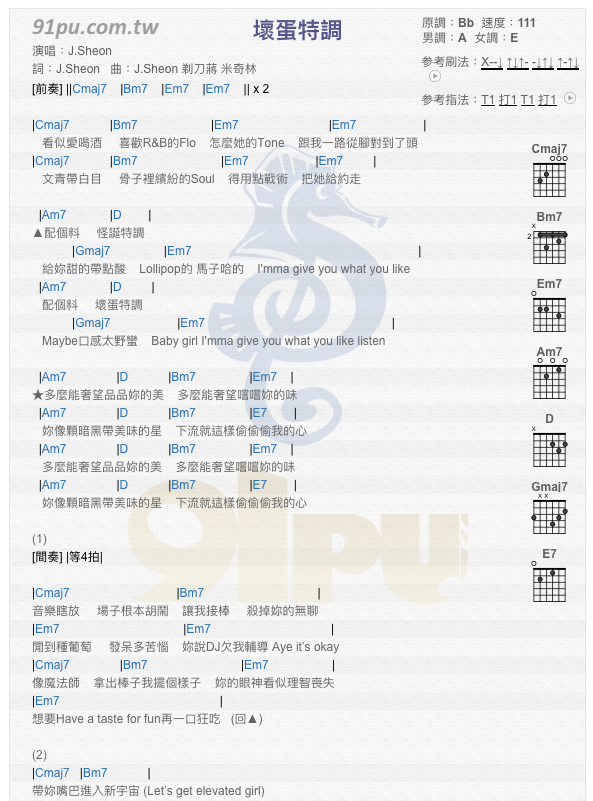 91pu.com.tw
壞蛋特調
原調：Bb 速度：111
男調：A 女調：E
演唱：J.Sheon
詞：J.Sheon 曲：J.Sheon 剃刀蔣 米奇林
參考刷法：X--↓ ↑↓↑- -↓↑↓ ↑-↑↓
參考指法：T1 打1 T1 打1
[前奏] ||Cmaj7 |Bm7 |Em7 |Em7 || x 2
|Cmaj7 |Bm7 |Em7 |Em7 |
看似愛喝酒 喜歡R&B的Flo 怎麼她的Tone 跟我一路從腳對到了頭
|Cmaj7 |Bm7 |Em7 |Em7 |
文青帶白目 骨子裡繽紛的Soul 得用點戰術 把她給約走
|Am7 |D |
▲配個料 怪誕特調
|Gmaj7 |Em7 |
給妳甜的帶點酸 Lollipop的 馬子哈的 I'mma give you what you like
|Am7 |D |
配個料 壞蛋特調
|Gmaj7 |Em7 |
Maybe口感太野蠻 Baby girl I'mma give you what you like listen
|Am7 |D |Bm7 |Em7 |
★多麼能奢望品品妳的美 多麼能奢望嚐嚐妳的味
|Am7 |D |Bm7 |E7 |
妳像顆暗黑帶美味的星 下流就這樣偷偷偷我的心
|Am7 |D |Bm7 |Em7 |
多麼能奢望品品妳的美 多麼能奢望嚐嚐妳的味
|Am7 |D |Bm7 |E7 |
妳像顆暗黑帶美味的星 下流就這樣偷偷偷我的心
(1)
[間奏] |等4拍|
|Cmaj7 |Bm7 |
音樂瞎放 場子根本胡鬧 讓我接棒 殺掉妳的無聊
|Em7 |Em7 |
閒到種葡萄 發呆多苦惱 妳說DJ欠我輔導 Aye it's okay
|Cmaj7 |Bm7 |Em7 |
像魔法師 拿出棒子我擺個樣子 妳的眼神看似理智喪失
|Em7 |
想要Have a taste for fun再一口狂吃 (回▲)
(2)
|Cmaj7 |Bm7 |
帶妳嘴巴進入新宇宙 (Let's get elevated girl)
Cmaj7
Bm7
x
2
Em7
Am7
D
x
Gmaj7
x x
E7
91pu